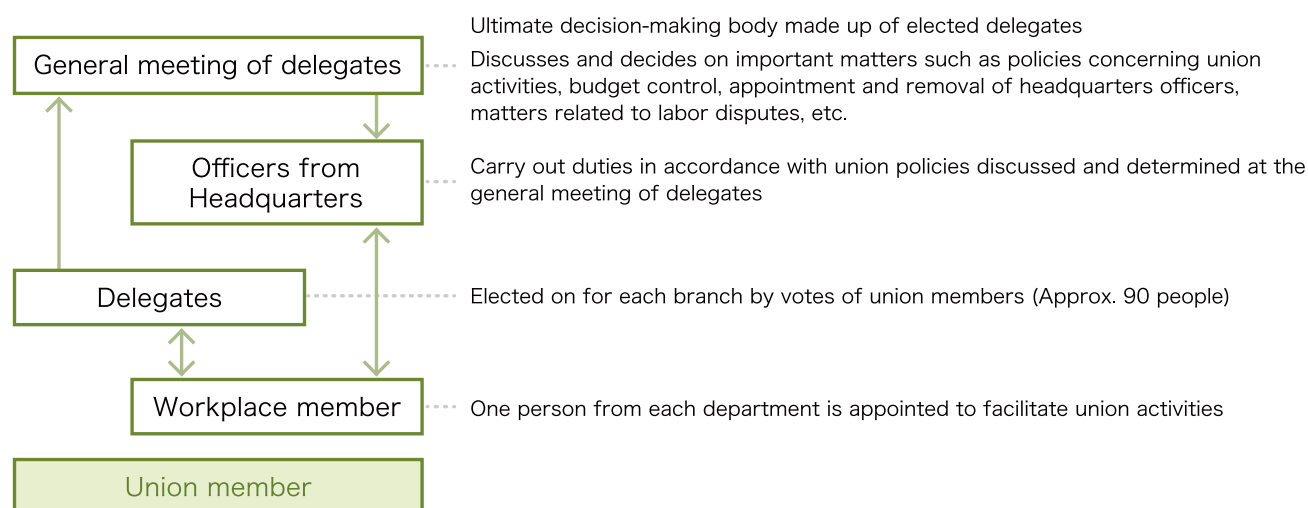 Ultimate decision-making body made up of elected delegates
General meeting of delegates
Discusses and decides on important matters such as policies concerning union
activities, budget control, appointment and removal of headquarters officers,
matters related to labor disputes, etc.
Officers from
Headquarters
Carry out duties in accordance with union policies discussed and determined at the
general meeting of delegates
Delegates
Elected on for each branch by votes of union members (Approx. 90 people)
Workplace member
One person from each department is appointed to facilitate union activities
Union member